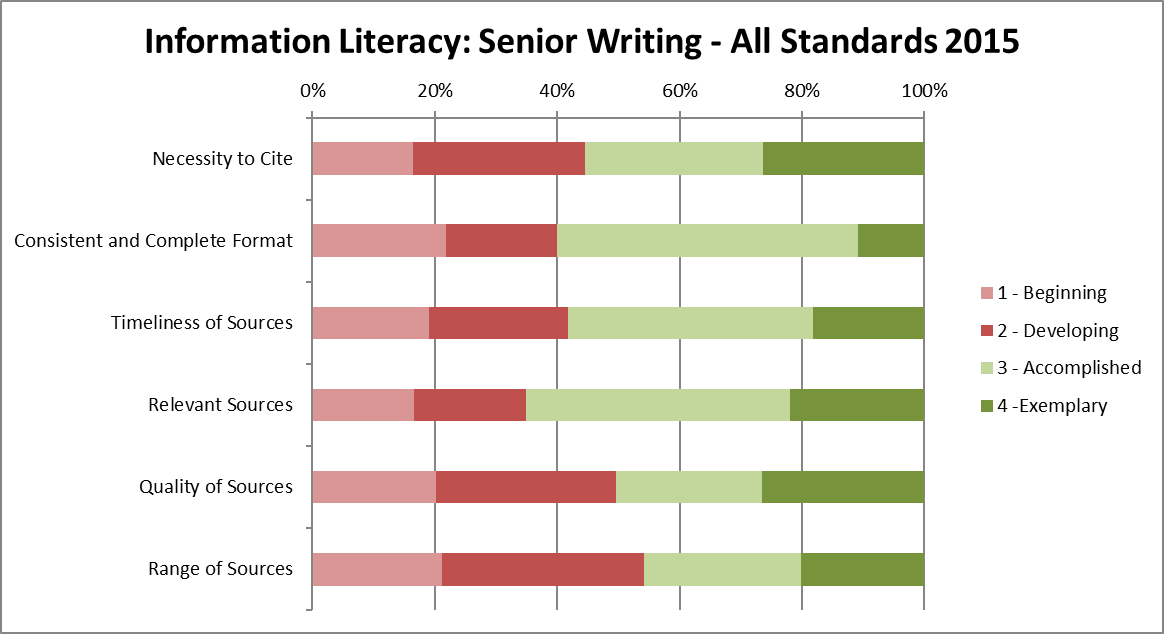 Information Literacy: Senior Writing - All Standards 2015
0% 20% 40% 60% 80% 100%
Necessity to Cite
Consistent and Complete Format
Timeliness of Sources
Relevant Sources
Quality of Sources
Range of Sources
1 - Beginning
2 - Developing
3 - Accomplished
4 -Exemplary